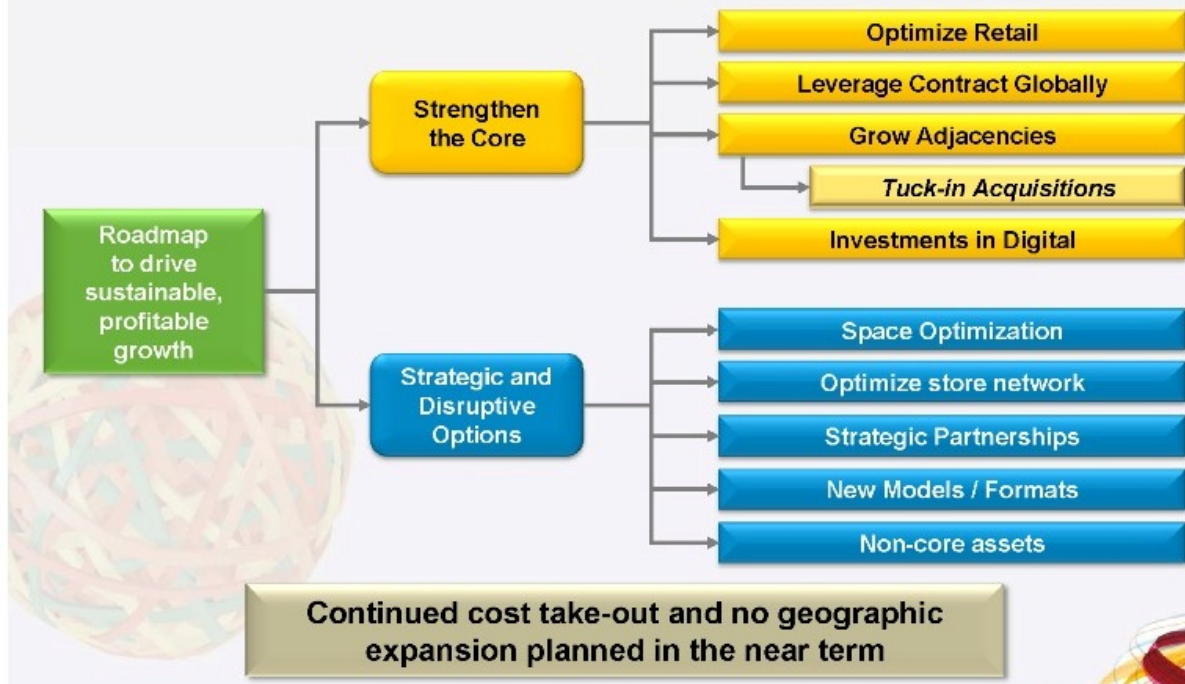 Optimize Retail
Leverage Contract Globally
Strengthen
the Core
Grow Adjacencies
Tuck-in Acquisitions
Investments in Digital
Roadmap
to drive
sustainable,
profitable
growth
Space Optimization
Optimize store network
Strategic and
Disruptive
Options
Strategic Partnerships
New Models / Formats
Non-core assets
Continued cost take-out and no geographic
expansion planned in the near term